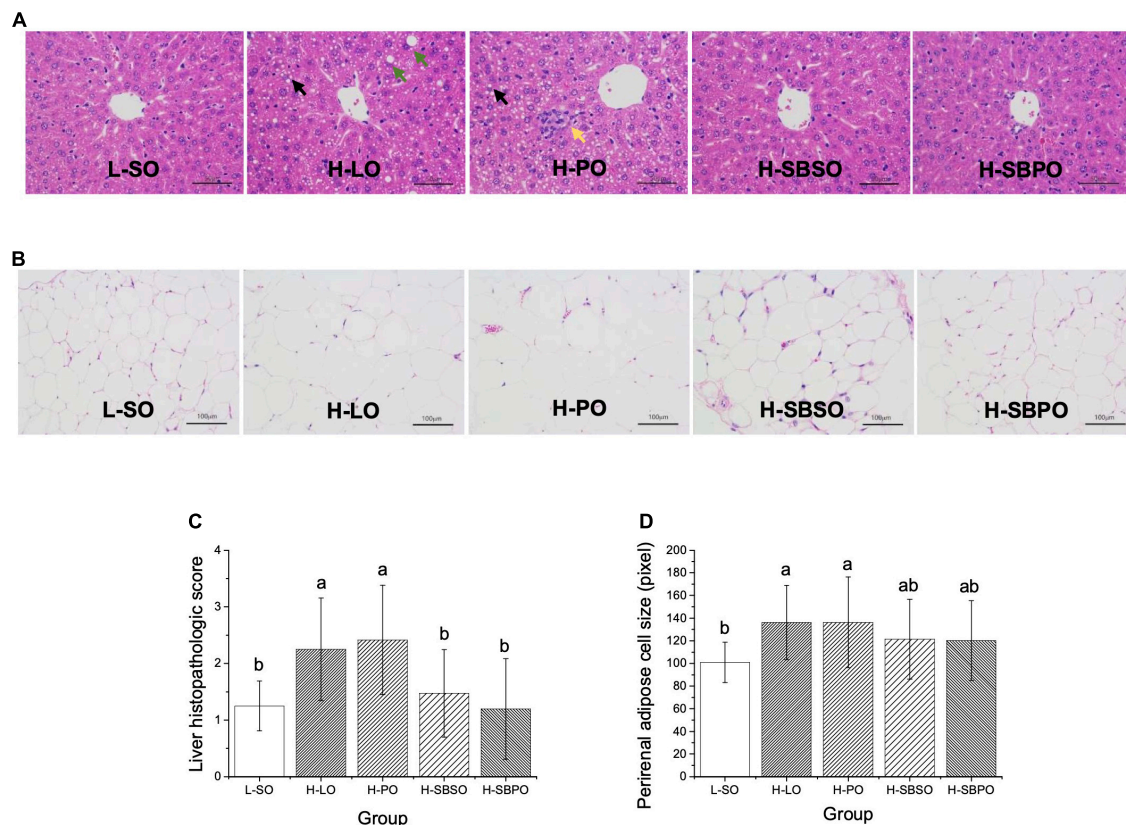 A
L-SO H-LO H-PO H-SBSO H-SBPO
B
L-SO H-LO H-PO H-SBSO H-SBPO
100μm 100μm 100μm 100μm 100μm
C
Liver histopathologic score
4
3
2
1
0
b a a b b
L-SO H-LO H-PO H-SBSO H-SBPO
Group
D
Perirenal adipose cell size (pixel)
200
180
160
140
120
100
80
60
40
20
0
b a a ab ab
L-SO H-LO H-PO H-SBSO H-SBPO
Group